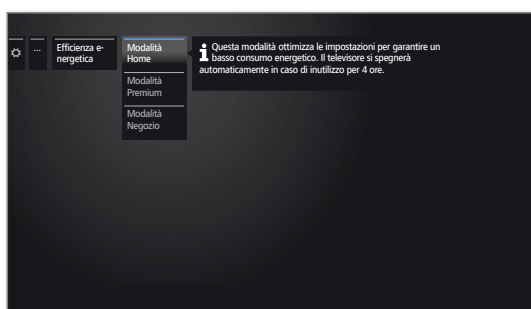 ...
Efficienza e-
nergetica
Modalità
Home
Modalità
Premium
Modalità
Negozio
Questa modalità ottimizza le impostazioni per garantire un
basso consumo energetico. Il televisore si spegnerà
automaticamente in caso di inutilizzo per 4 ore.